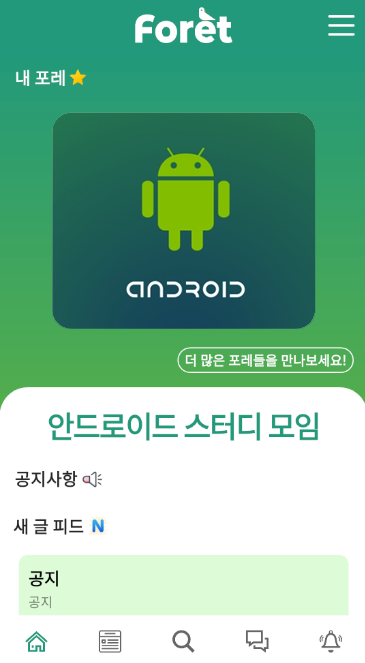 Forêt
내 포레
ANDROID
더 많은 포레들을 만나보세요!
안드로이드 스터디 모임
공지사항
새 글 피드 N
공지
공지